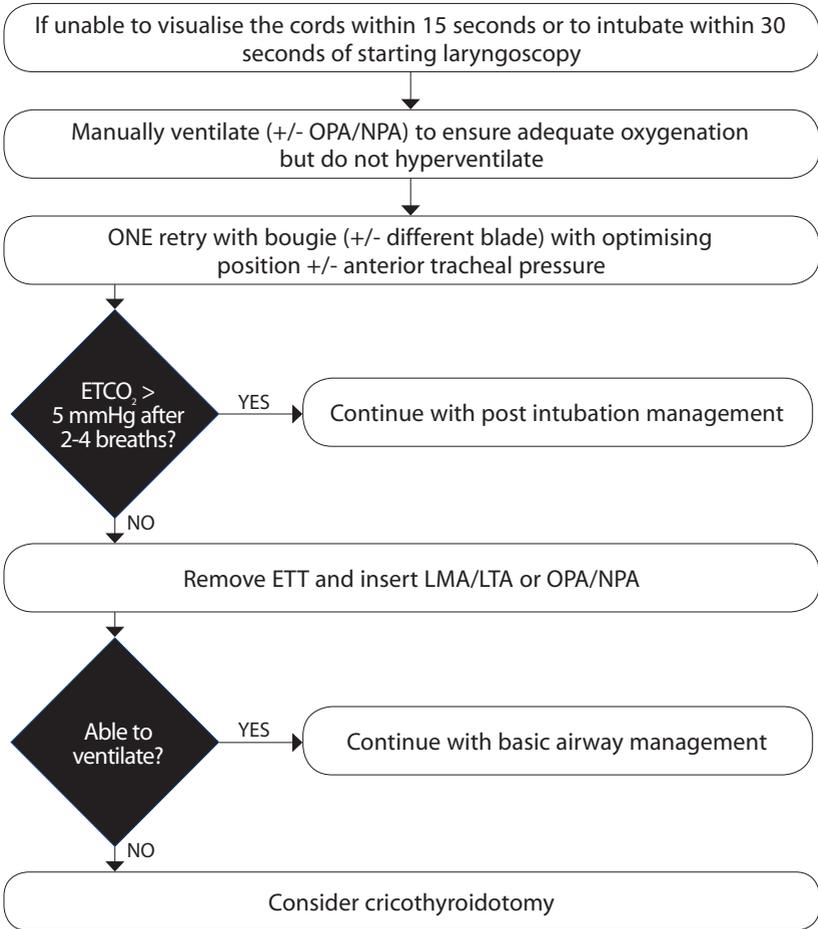 If unable to visualise the cords within 15 seconds or to intubate within 30
seconds of starting laryngoscopy
Manually ventilate (+/- OPA/NPA) to ensure adequate oxygenation
but do not hyperventilate
ONE retry with bougie (+/- different blade) with optimising
position +/- anterior tracheal pressure
ETCO₂ >
5 mmHg after
2-4 breaths?
YES
Continue with post intubation management
NO
Remove ETT and insert LMA/LTA or OPA/NPA
Able to
ventilate?
YES
Continue with basic airway management
NO
Consider cricothyroidotomy